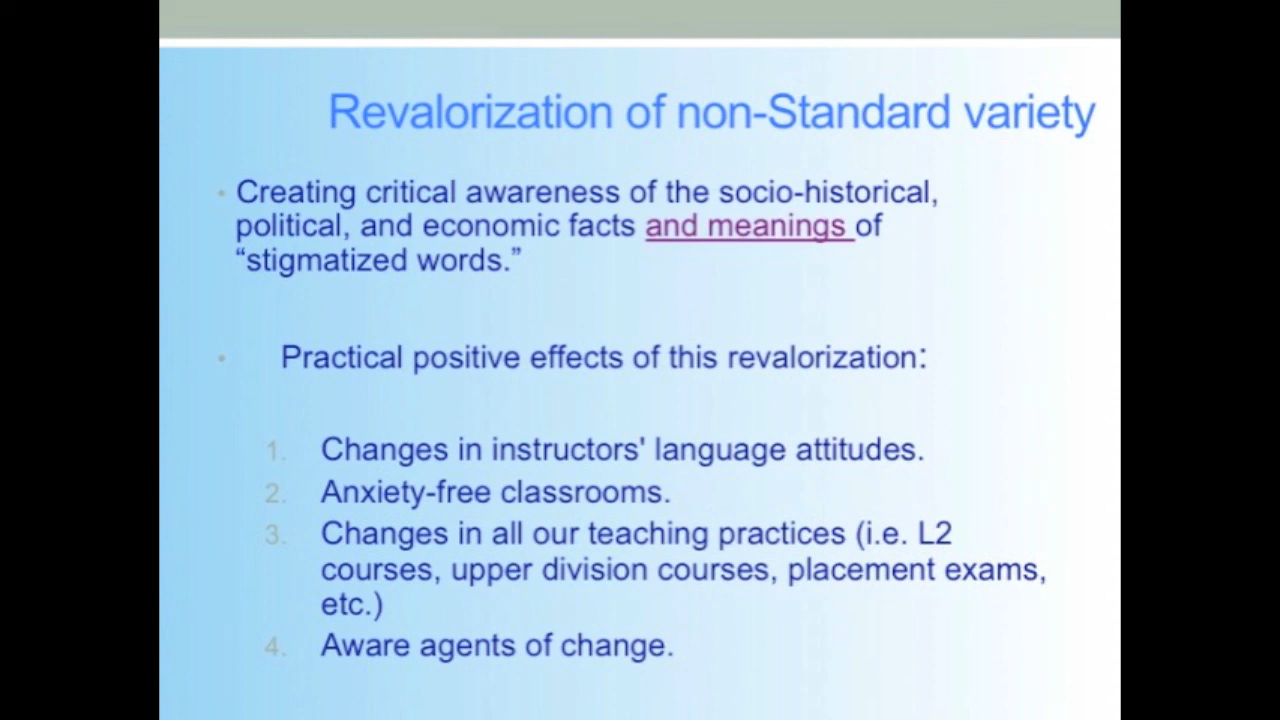 Revalorization of non-Standard variety
• Creating critical awareness of the socio-historical,
political, and economic facts and meanings of
“stigmatized words.”
• Practical positive effects of this revalorization:
1. Changes in instructors' language attitudes.
2. Anxiety-free classrooms.
3. Changes in all our teaching practices (i.e. L2
courses, upper division courses, placement exams,
etc.)
4. Aware agents of change.